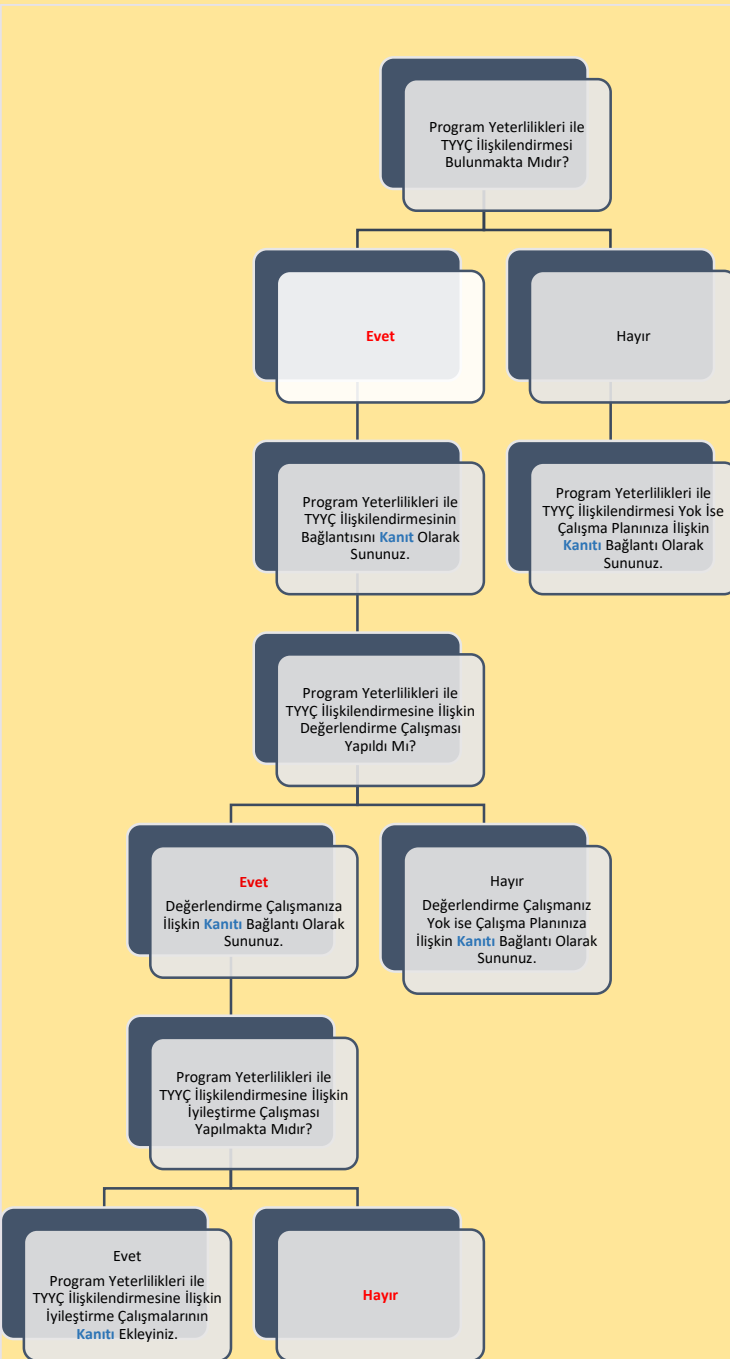 Program Yeterlilikleri ile
TYYÇ İlişkilendirmesi
Bulunmakta Mıdır?
Evet
Hayır
Program Yeterlilikleri ile
TYYÇ İlişkilendirmesinin
Bağlantısını Kanıt Olarak
Sununuz.
Program Yeterlilikleri ile
TYYÇ İlişkilendirmesi Yok İse
Çalışma Planınıza İlişkin
Kanıtı Bağlantı Olarak
Sununuz.
Program Yeterlilikleri ile
TYYÇ İlişkilendirmesine İlişkin
Değerlendirme Çalışması
Yapıldı Mı?
Evet
Değerlendirme Çalışmanıza
İlişkin Kanıtı Bağlantı Olarak
Sununuz.
Hayır
Değerlendirme Çalışmanız
Yok ise Çalışma Planınıza
İlişkin Kanıtı Bağlantı Olarak
Sununuz.
Program Yeterlilikleri ile
TYYÇ İlişkilendirmesine İlişkin
İyileştirme Çalışması
Yapılmakta Mıdır?
Evet
Program Yeterlilikleri ile
TYYÇ İlişkilendirmesine İlişkin
İyileştirme Çalışmalarının
Kanıtı Ekleyiniz.
Hayır